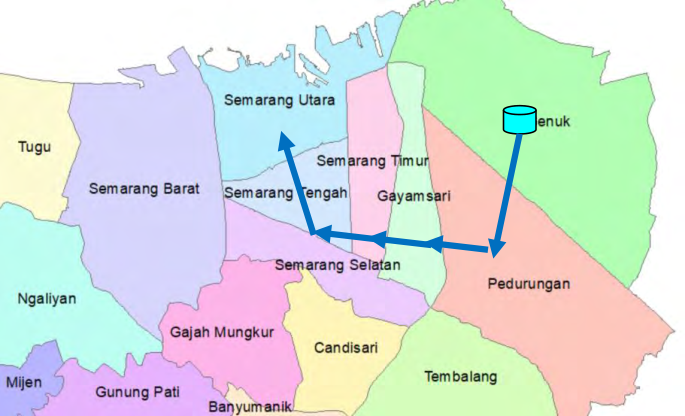 Semarang Utara
enuk
Tugu
Semarang Timur
Semarang Barat
Semarang Tengah
Gayamsari
Semarang Selatan
Pedurungan
Ngaliyan
Gajah Mungkur
Candisari
Tembalang
Mijen
Gunung Pati
Banyumanik